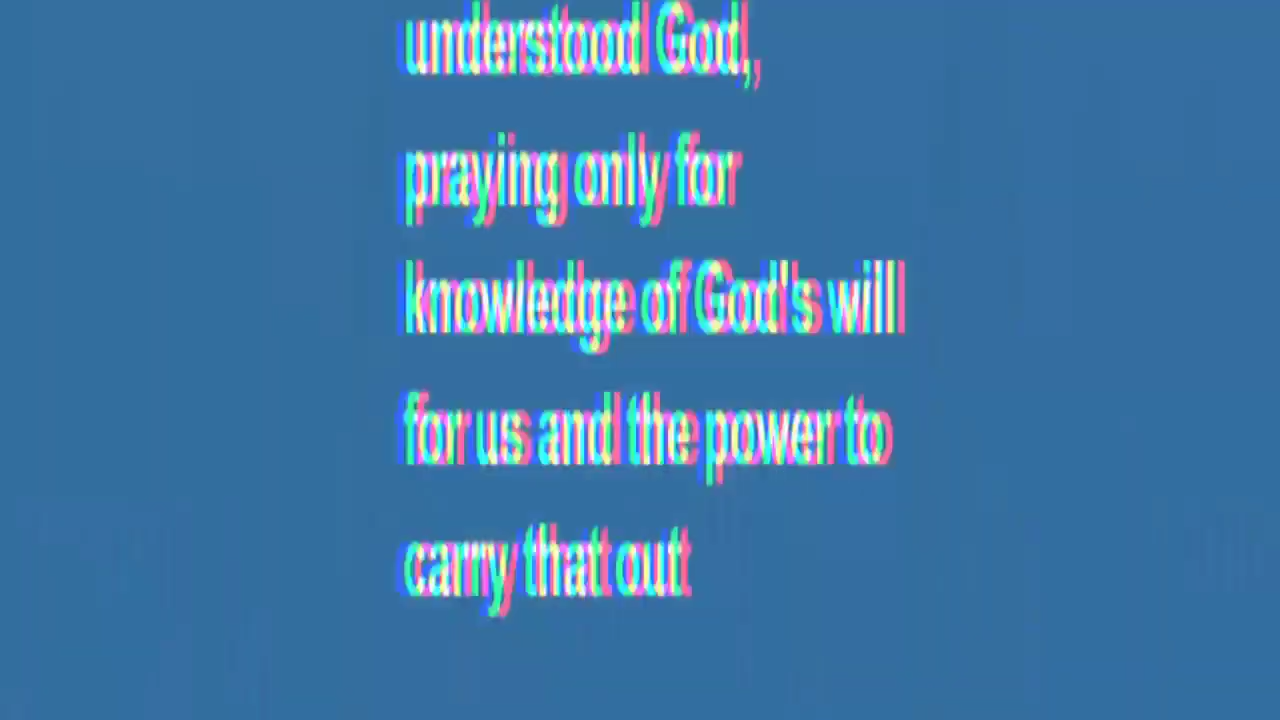 understood God,
praying only for
knowledge of God's will
for us and the power to
carry that out